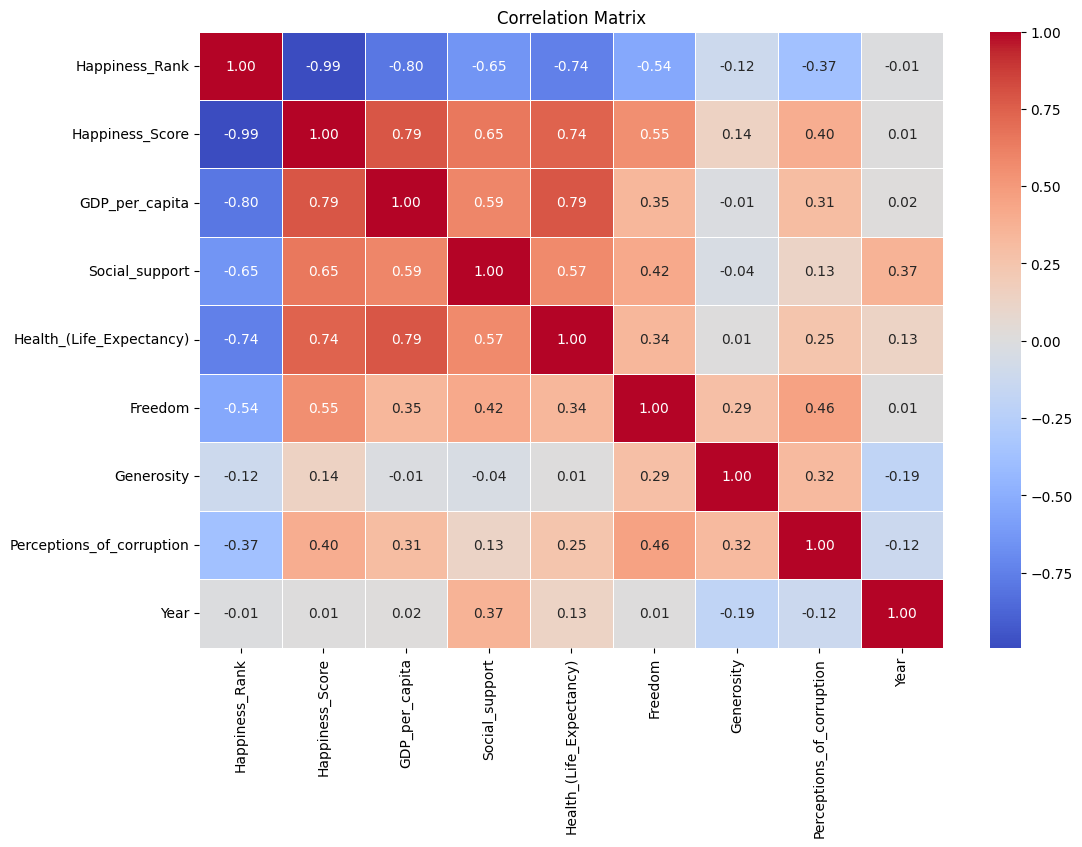 Correlation Matrix
Happiness_Rank 1.00 -0.99 -0.80 -0.65 -0.74 -0.54 -0.12 -0.37 -0.01
Happiness_Score -0.99 1.00 0.79 0.65 0.74 0.55 0.14 0.40 0.01
GDP_per_capita -0.80 0.79 1.00 0.59 0.79 0.35 -0.01 0.31 0.02
Social_support -0.65 0.65 0.59 1.00 0.57 0.42 -0.04 0.13 0.37
Health_(Life_Expectancy) -0.74 0.74 0.79 0.57 1.00 0.34 0.01 0.25 0.13
Freedom -0.54 0.55 0.35 0.42 0.34 1.00 0.29 0.46 0.01
Generosity -0.12 0.14 -0.01 -0.04 0.01 0.29 1.00 0.32 -0.19
Perceptions_of_corruption -0.37 0.40 0.31 0.13 0.25 0.46 0.32 1.00 -0.12
Year -0.01 0.01 0.02 0.37 0.13 0.01 -0.19 -0.12 1.00
Happiness_Rank
Happiness_Score
GDP_per_capita
Social_support
Health_(Life_Expectancy)
Freedom
Generosity
Perceptions_of_corruption
Year
1.00
0.75
0.50
0.25
0.00
−0.25
−0.50
−0.75